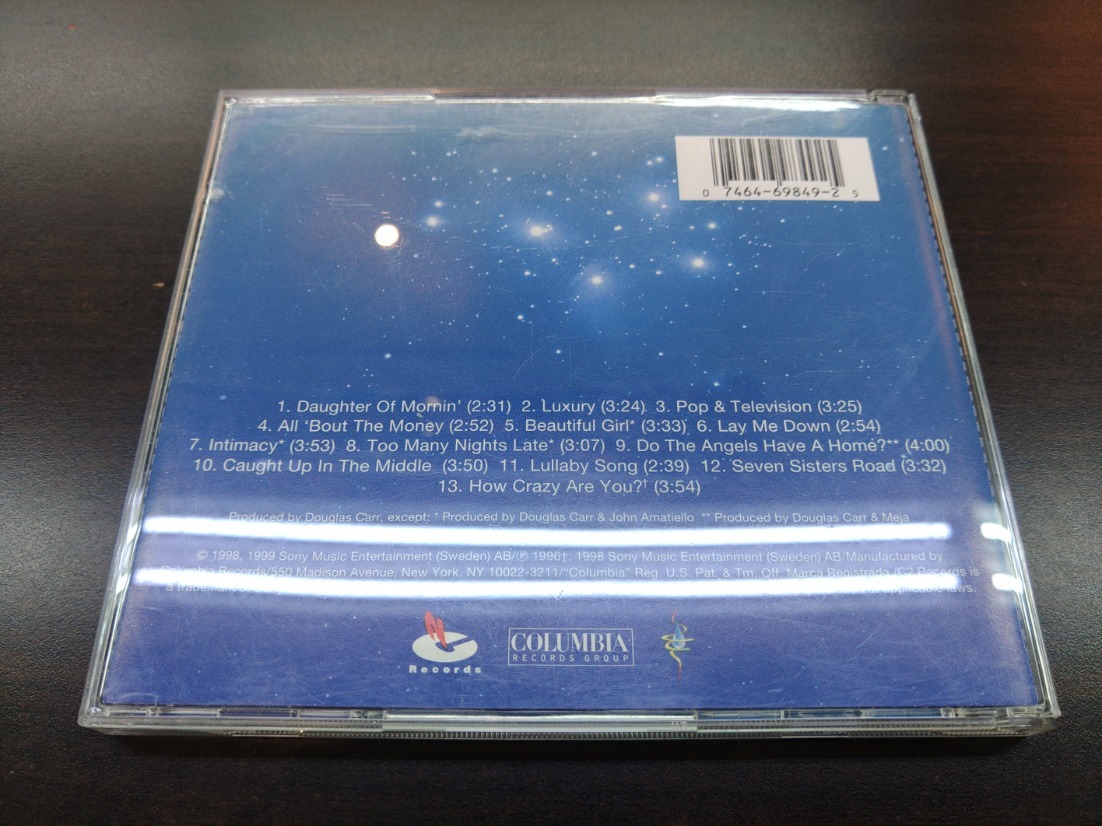 0 7464-69849-2 5
1. Daughter Of Mornin' (2:31) 2. Luxury (3:24) 3. Pop & Television (3:25)
4. All 'Bout The Money (2:52) 5. Beautiful Girl* (3:33) 6. Lay Me Down (2:54)
7. Intimacy* (3:53) 8. Too Many Nights Late* (3:07) 9. Do The Angels Have A Home?** (4:00)
10. Caught Up In The Middle (3:50) 11. Lullaby Song (2:39) 12. Seven Sisters Road (3:32)
13. How Crazy Are You?† (3:54)
Produced by Douglas Carr, except: * Produced by Douglas Carr & John Amatiello ** Produced by Douglas Carr & Meja
© 1998, 1999 Sony Music Entertainment (Sweden) AB/℗ 1996†, 1998 Sony Music Entertainment (Sweden) AB/Manufactured by
Columbia Records/550 Madison Avenue, New York, NY 10022-3211/"Columbia" Reg. U.S. Pat. & Tm. Off. Marca Registrada./C2 Records is
a trademark applicable laws.
Records
COLUMBIA
RECORDS GROUP